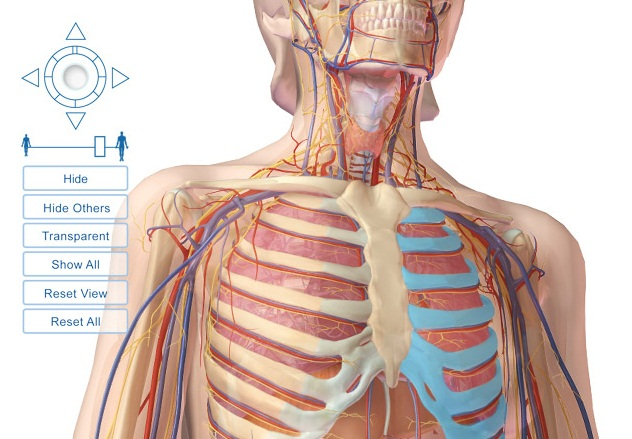 Hide
Hide Others
Transparent
Show All
Reset View
Reset All